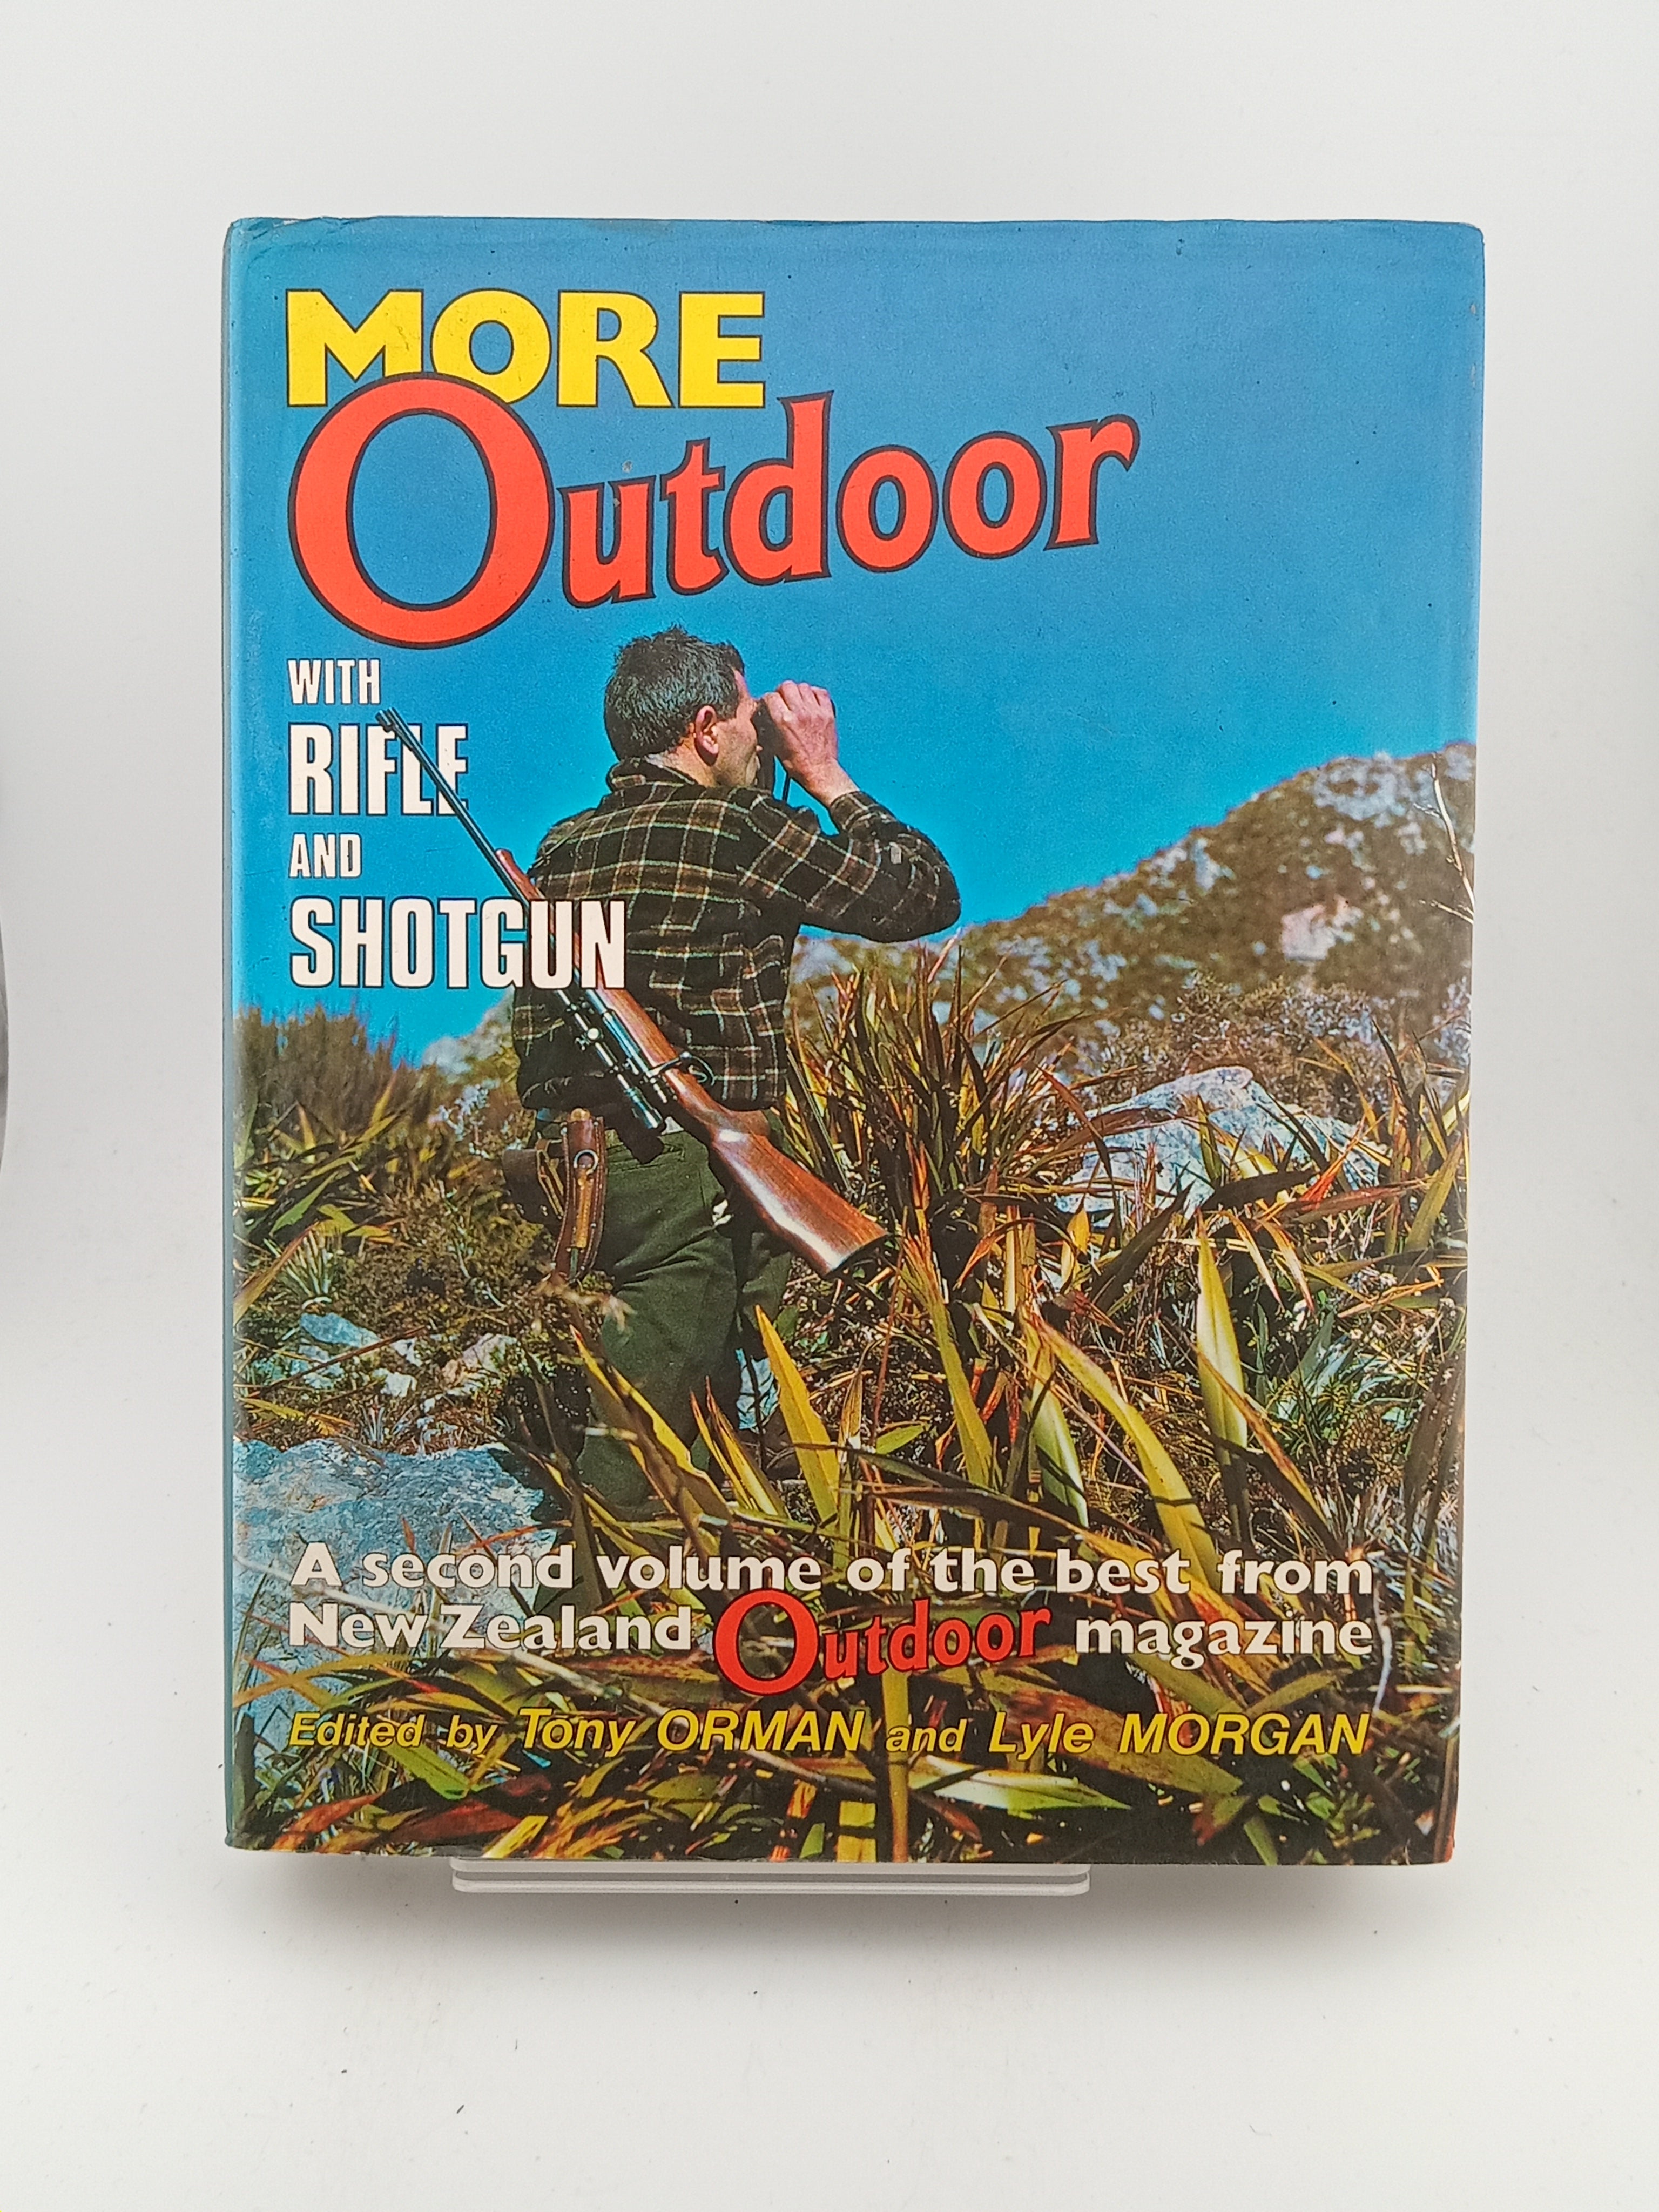 MORE
Outdoor
WITH
RIFLE
AND
SHOTGUN
A second volume of the best from
New Zealand Outdoor magazine
Edited by Tony ORMAN and Lyle MORGAN